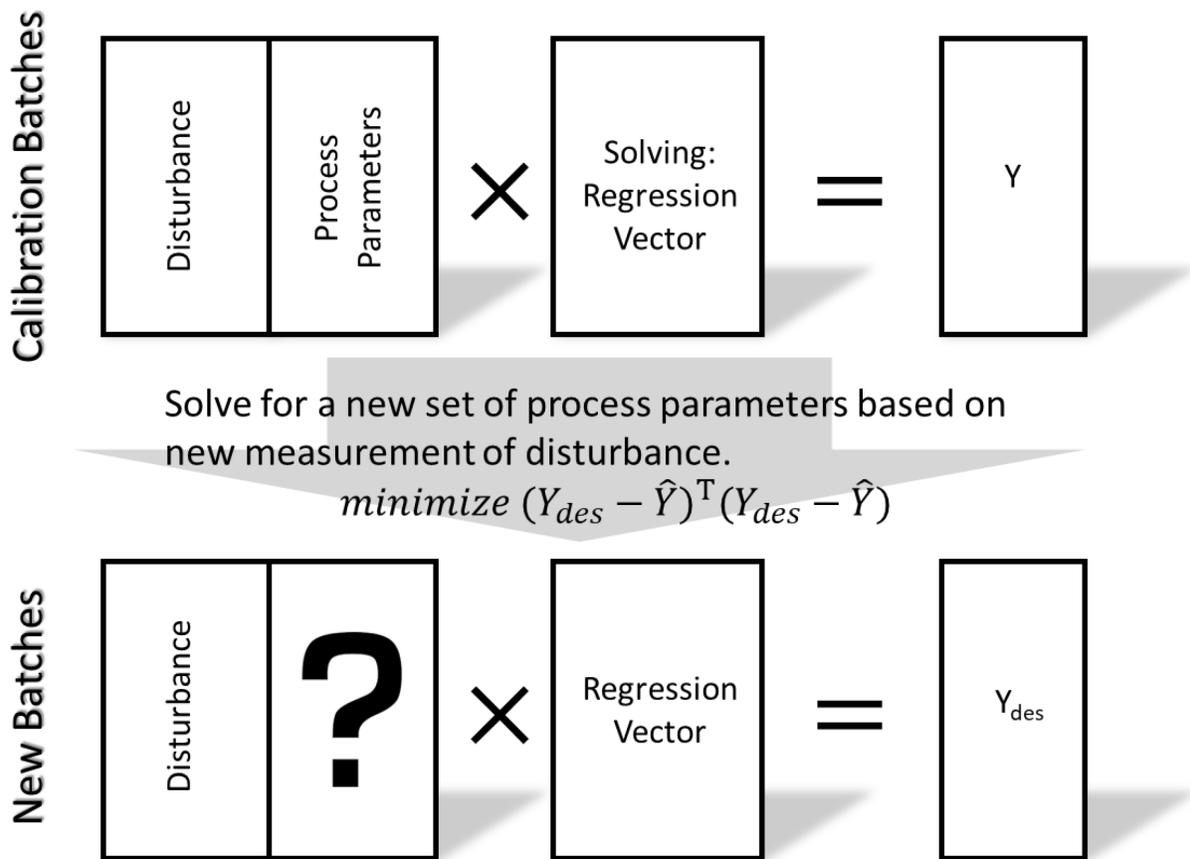 Calibration Batches
Disturbance
Process
Parameters
×
Solving:
Regression
Vector
=
Y
Solve for a new set of process parameters based on
new measurement of disturbance.
minimize (Y_des − Ŷ)ᵀ(Y_des − Ŷ)
New Batches
Disturbance
?
×
Regression
Vector
=
Y_des